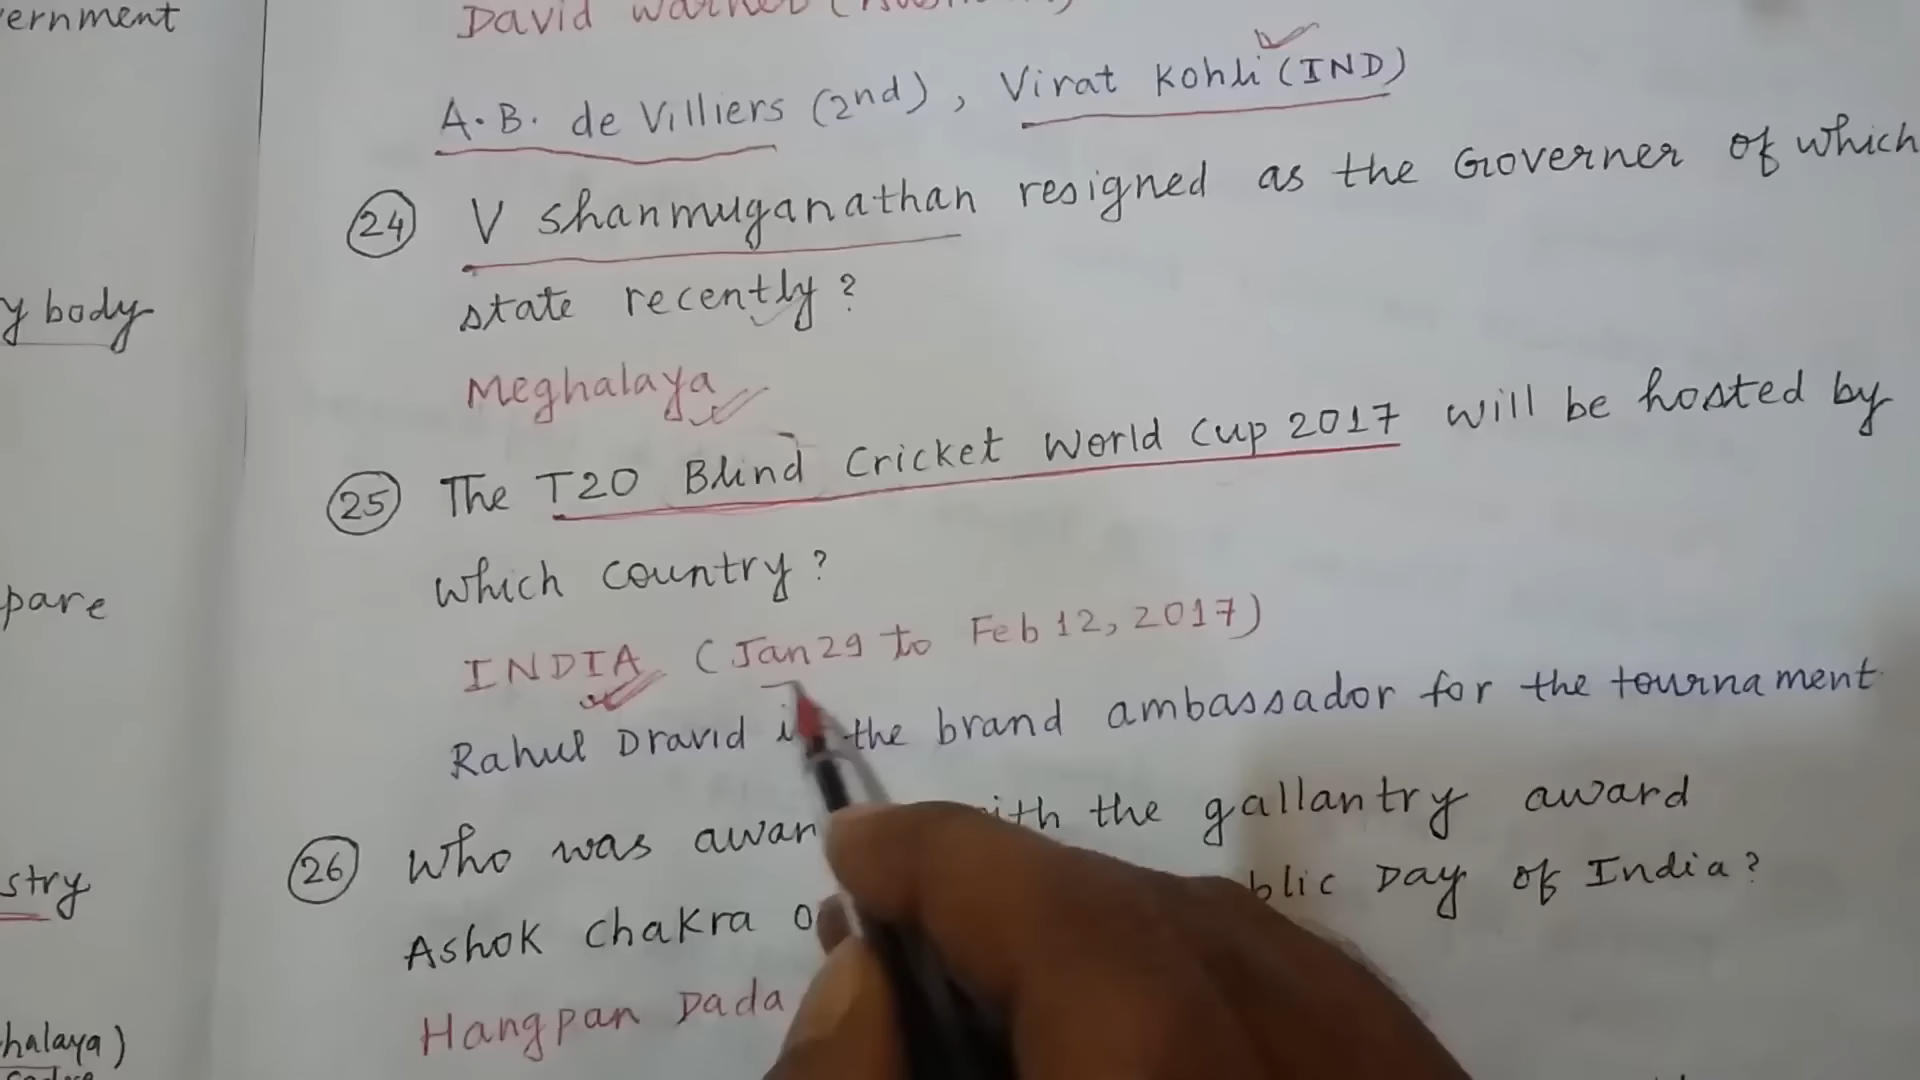 ernment
y body
pare
stry
halaya)
David
A.B. de Villiers (2nd), Virat Kohli (IND)
24 V Shanmuganathan resigned as the Governer of which
state recently?
Meghalaya
25 The T20 Blind Cricket World Cup 2017 will be hosted by
which country?
INDIA (Jan 29 to Feb 12, 2017)
Rahul Dravid is the brand ambassador for the tournament
26 Who was awar ith the gallantry award
Ashok Chakra o blic Day of India?
Hangpan Dada